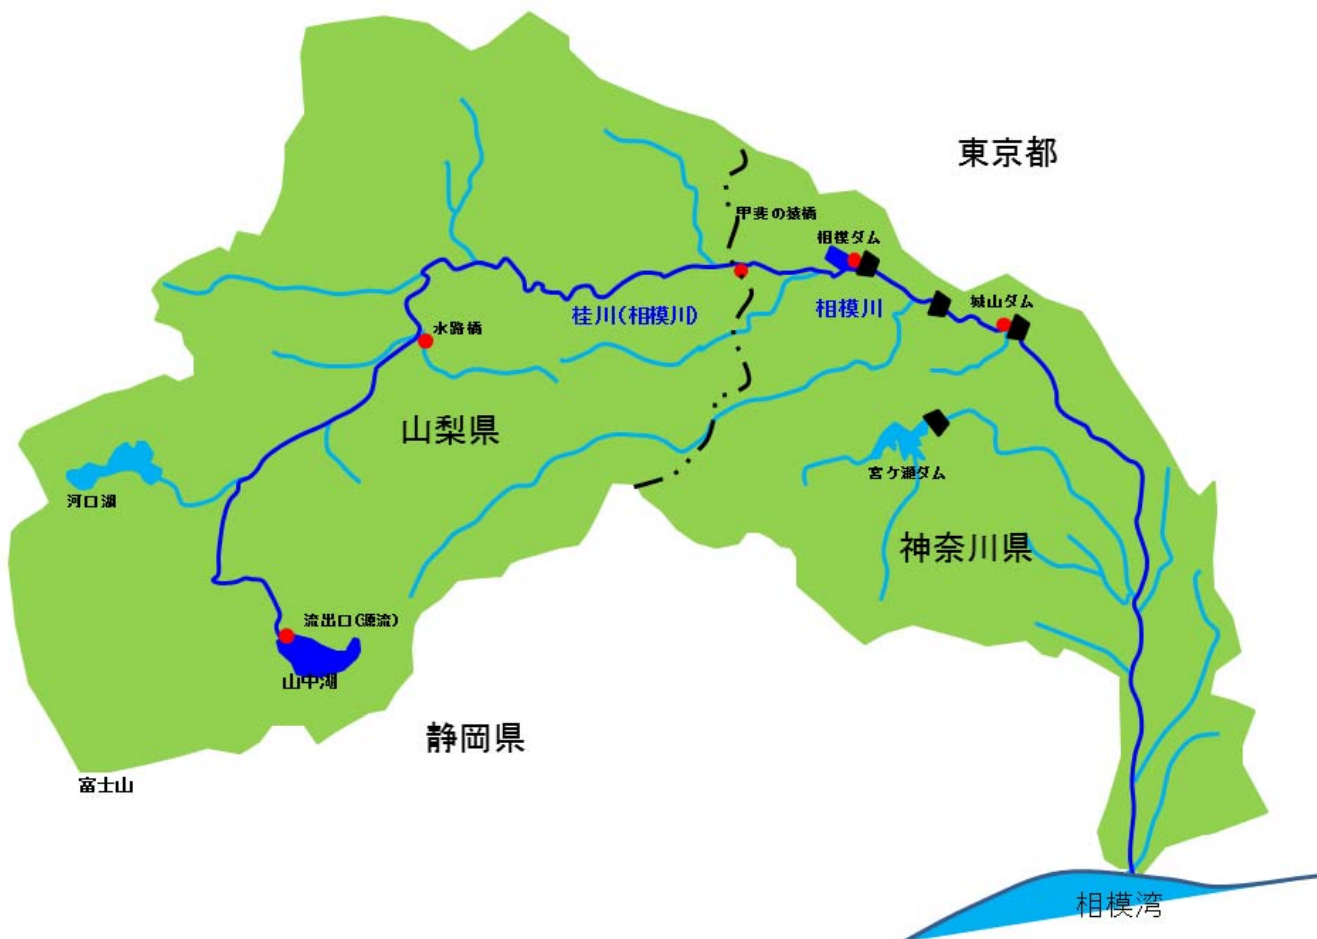 東京都
甲斐の猿橋
相模ダム
城山ダム
桂川(相模川)
相模川
水路橋
山梨県
河口湖
宮ケ瀬ダム
神奈川県
流出口(源流)
山中湖
静岡県
富士山
相模湾